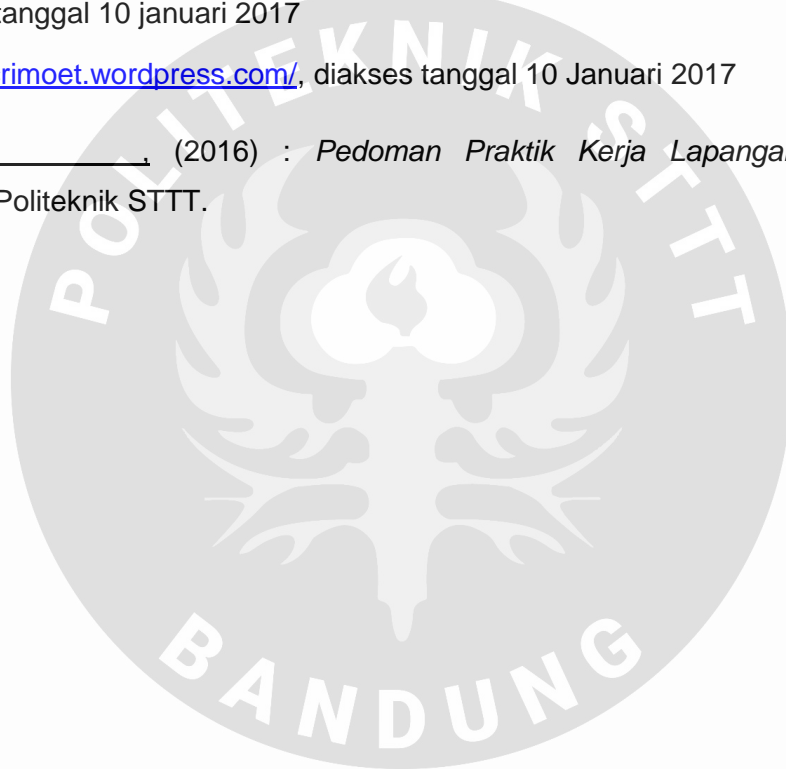 tanggal 10 januari 2017
rimoet.wordpress.com/, diakses tanggal 10 Januari 2017
, (2016) : Pedoman Praktik Kerja Lapangan
Politeknik STTT.
POLITEKNIK STTT
BANDUNG